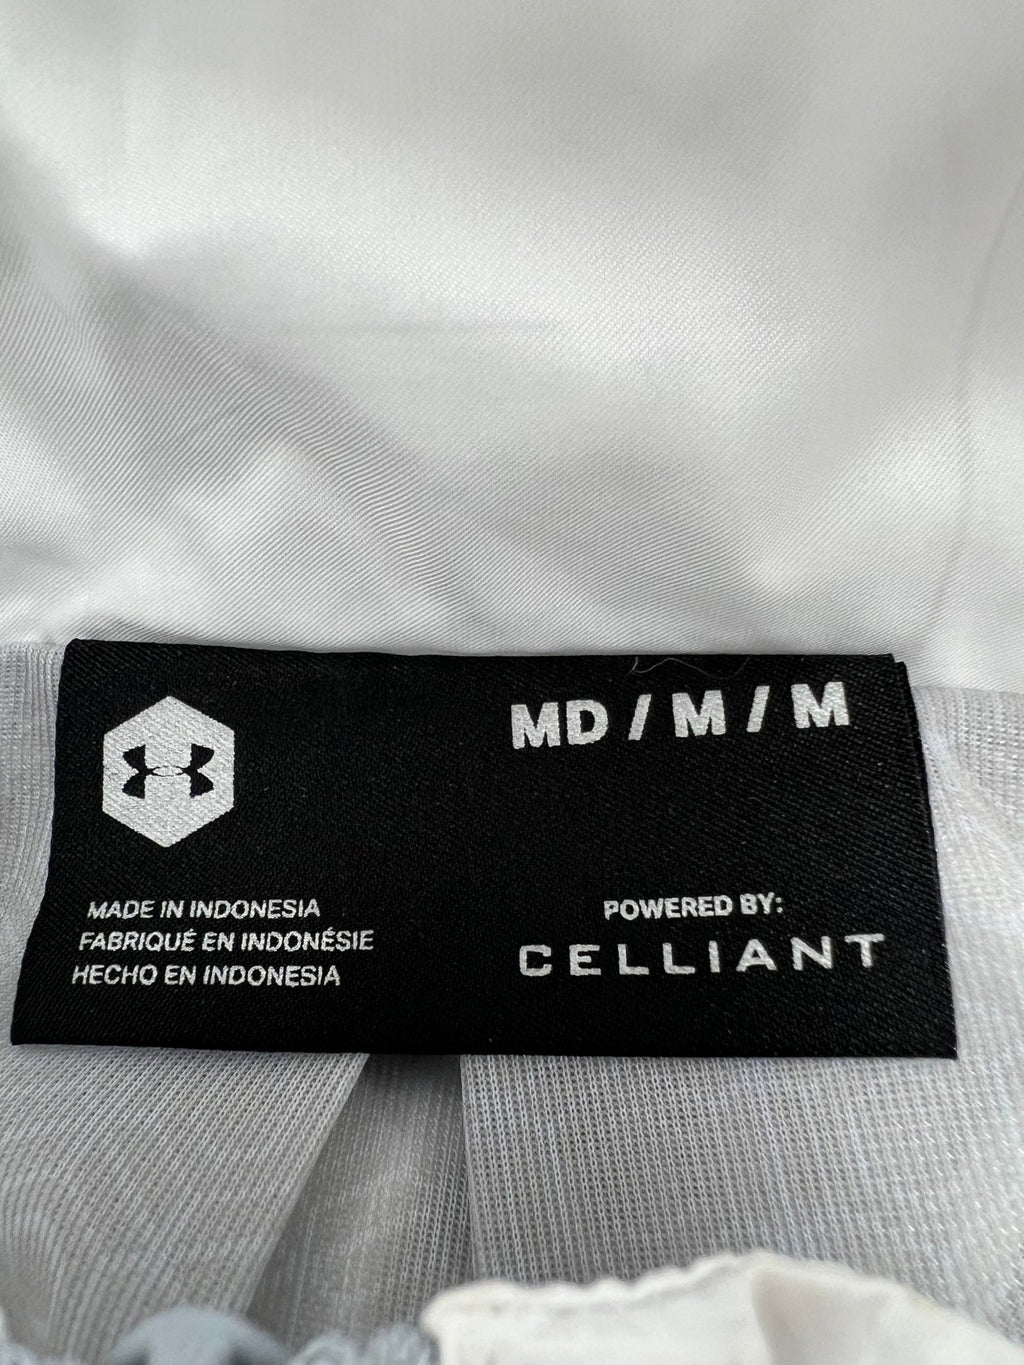 MD / M / M
MADE IN INDONESIA
FABRIQUÉ EN INDONÉSIE
HECHO EN INDONESIA
POWERED BY:
CELLIANT